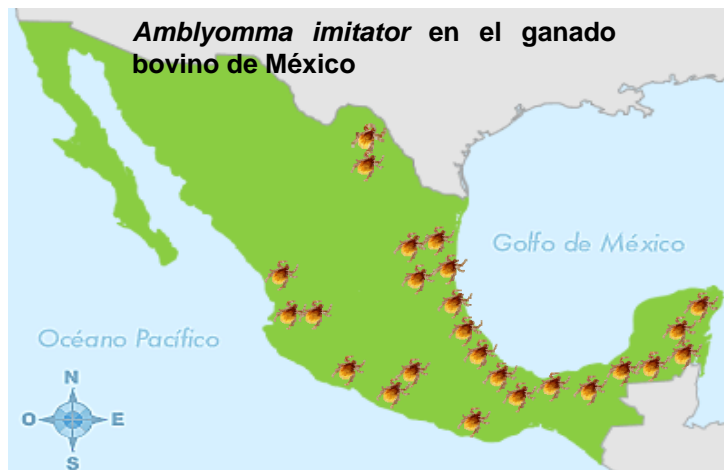 Amblyomma imitator en el ganado
bovino de México
Golfo de México
Océano Pacífico
N
O
E
S